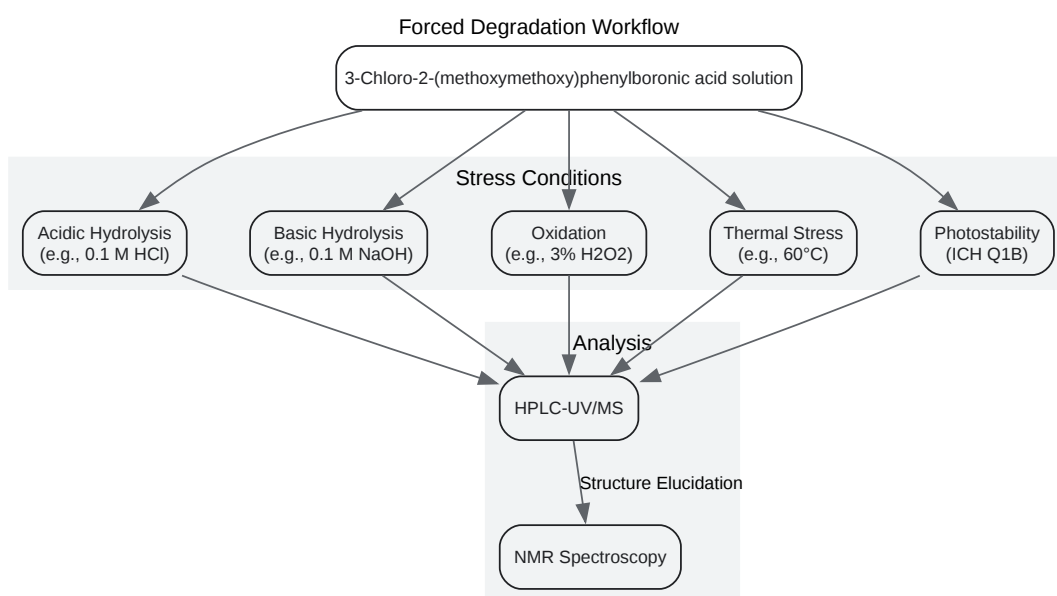 Forced Degradation Workflow
3-Chloro-2-(methoxymethoxy)phenylboronic acid solution
Stress Conditions
Acidic Hydrolysis
(e.g., 0.1 M HCl)
Basic Hydrolysis
(e.g., 0.1 M NaOH)
Oxidation
(e.g., 3% H2O2)
Thermal Stress
(e.g., 60°C)
Photostability
(ICH Q1B)
Analysis
HPLC-UV/MS
Structure Elucidation
NMR Spectroscopy